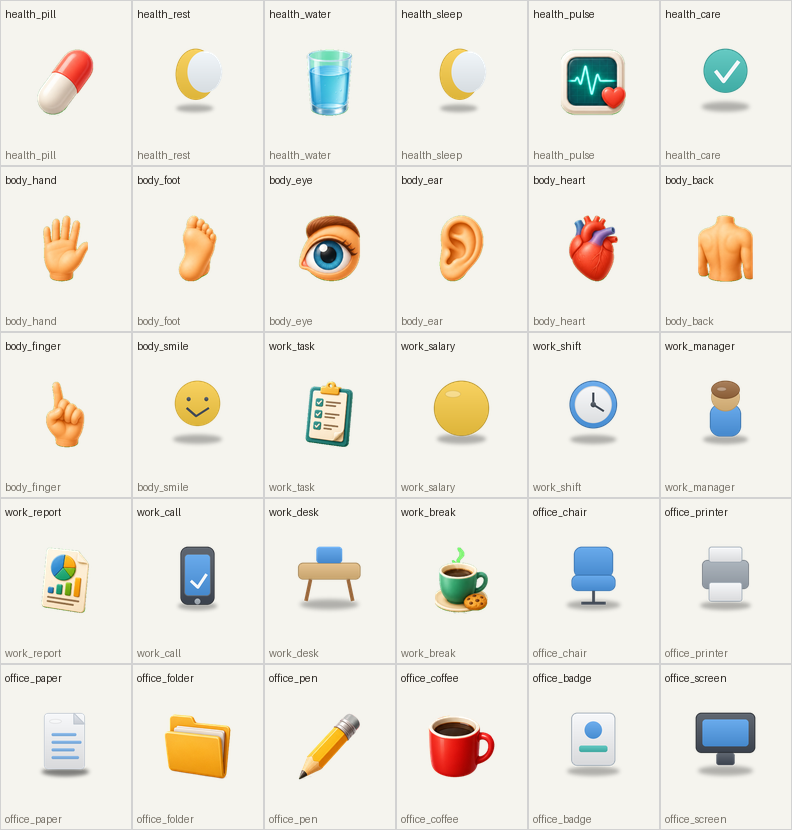 health_pill health_rest health_water health_sleep health_pulse health_care
health_pill health_rest health_water health_sleep health_pulse health_care
body_hand body_foot body_eye body_ear body_heart body_back
body_hand body_foot body_eye body_ear body_heart body_back
body_finger body_smile work_task work_salary work_shift work_manager
body_finger body_smile work_task work_salary work_shift work_manager
work_report work_call work_desk work_break office_chair office_printer
work_report work_call work_desk work_break office_chair office_printer
office_paper office_folder office_pen office_coffee office_badge office_screen
office_paper office_folder office_pen office_coffee office_badge office_screen